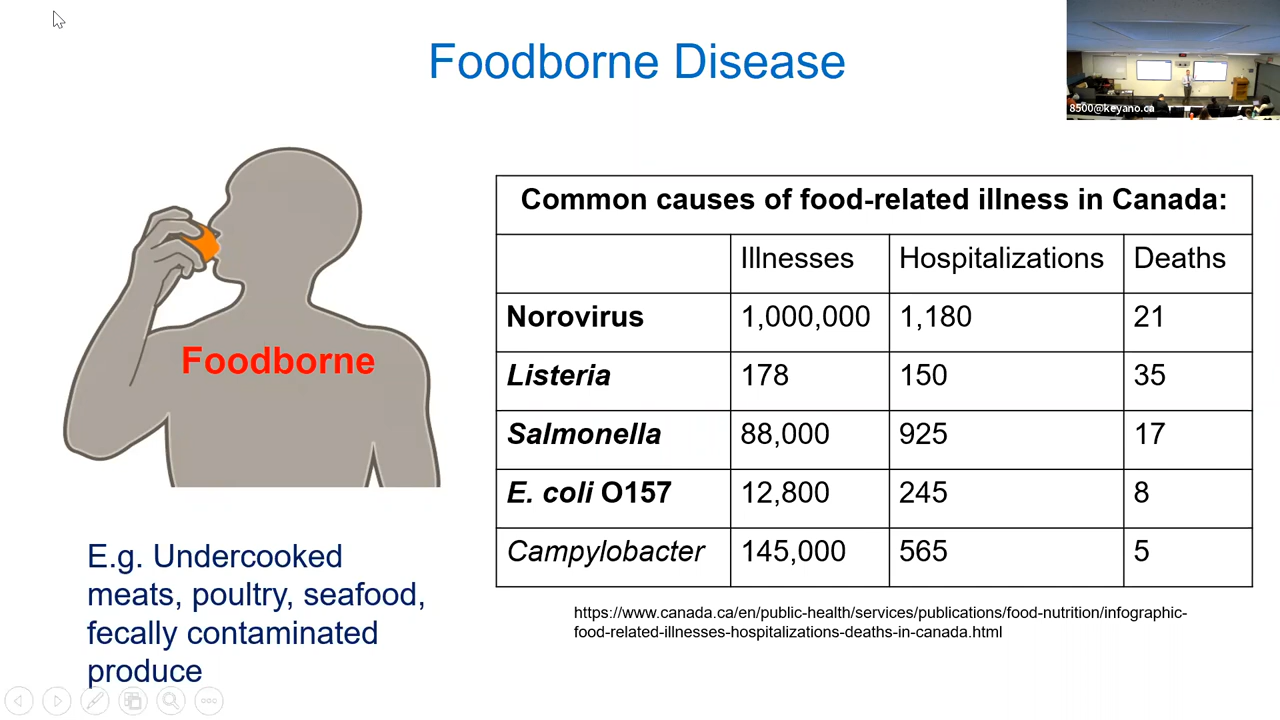 Foodborne Disease
8500@keyano.ca
Foodborne
E.g. Undercooked
meats, poultry, seafood,
fecally contaminated
produce
Common causes of food-related illness in Canada:
Illnesses Hospitalizations Deaths
Norovirus 1,000,000 1,180 21
Listeria 178 150 35
Salmonella 88,000 925 17
E. coli O157 12,800 245 8
Campylobacter 145,000 565 5
https://www.canada.ca/en/public-health/services/publications/food-nutrition/infographic-
food-related-illnesses-hospitalizations-deaths-in-canada.html